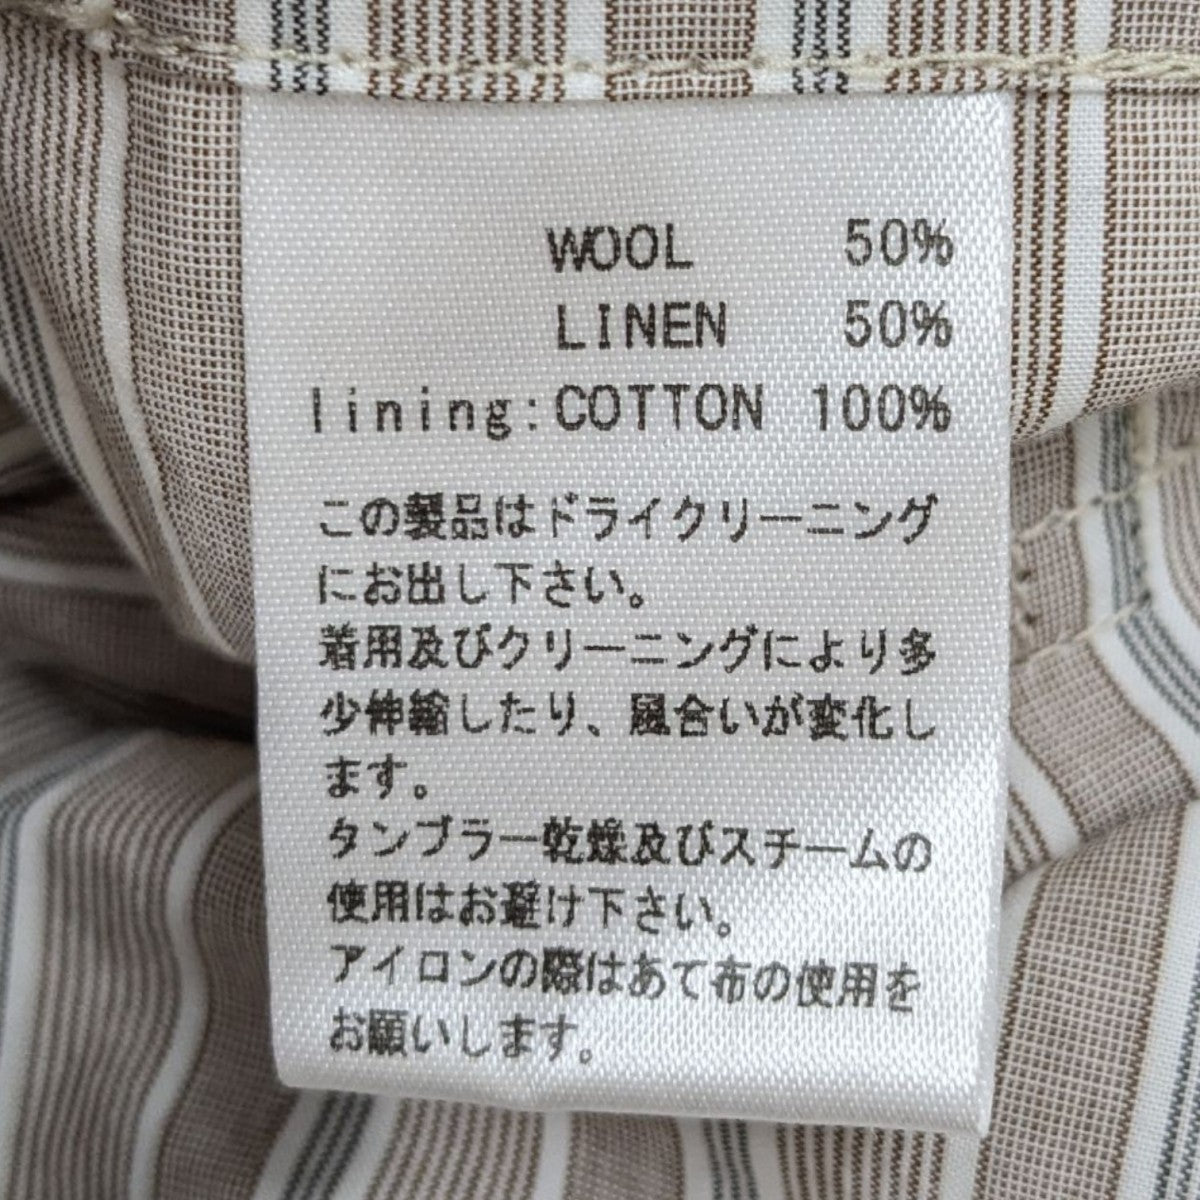 WOOL 50%
LINEN 50%
lining:COTTON 100%
この製品はドライクリーニング
にお出し下さい。
着用及びクリーニングにより多
少伸縮したり、風合いが変化し
ます。
タンブラー乾燥及びスチームの
使用はお避け下さい。
アイロンの際はあて布の使用を
お願いします。